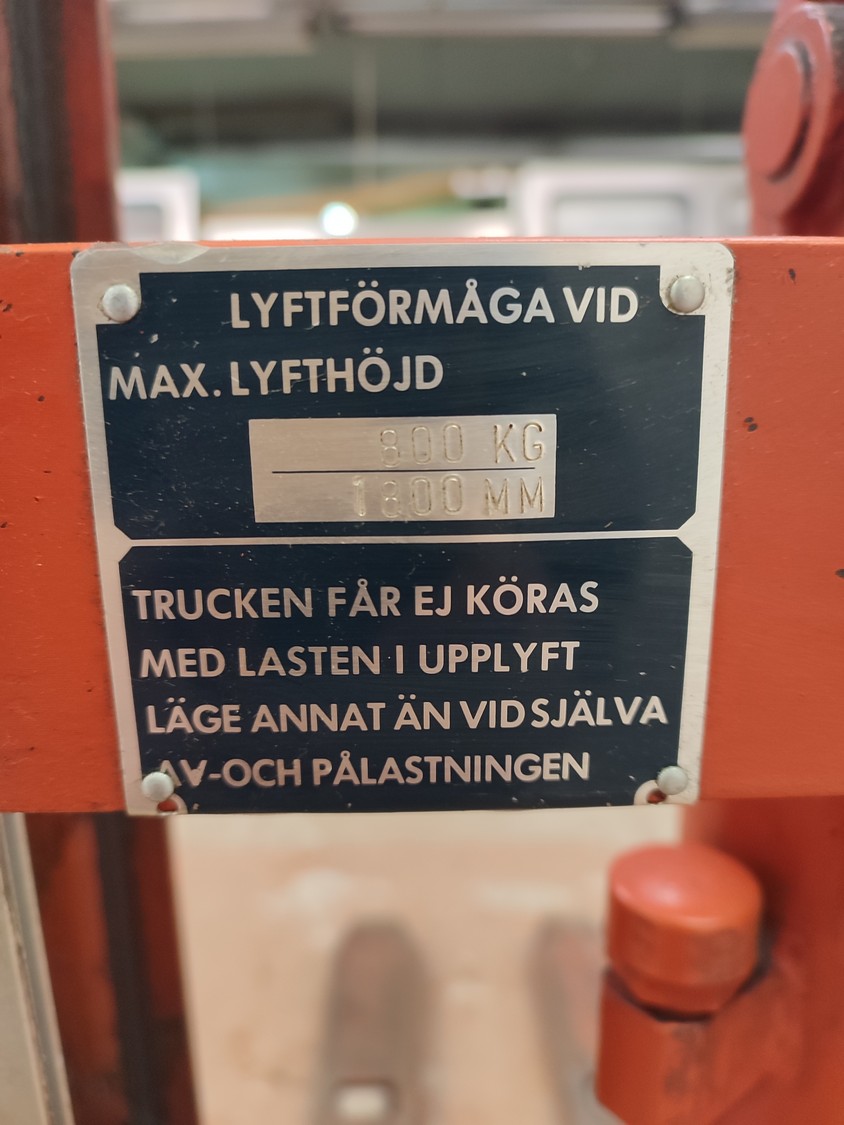 LYFTFÖRMÅGA VID
MAX. LYFTHÖJD
800 KG
1800 MM
TRUCKEN FÅR EJ KÖRAS
MED LASTEN I UPPLYFT
LÄGE ANNAT ÄN VID SJÄLVA
AV-OCH PÅLASTNINGEN